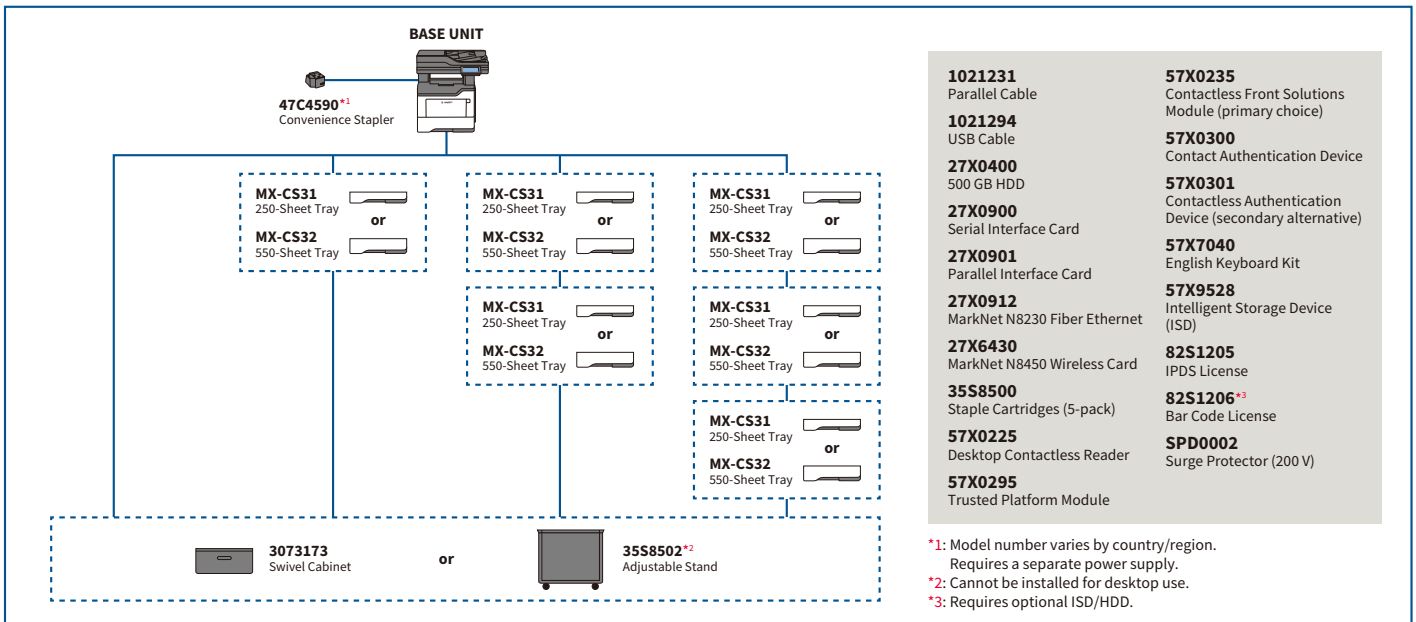 BASE UNIT
47C4590*1
Convenience Stapler
MX-CS31
250-Sheet Tray
or
MX-CS32
550-Sheet Tray
MX-CS31
250-Sheet Tray
or
MX-CS32
550-Sheet Tray
MX-CS31
250-Sheet Tray
or
MX-CS32
550-Sheet Tray
MX-CS31
250-Sheet Tray
or
MX-CS32
550-Sheet Tray
MX-CS31
250-Sheet Tray
or
MX-CS32
550-Sheet Tray
MX-CS31
250-Sheet Tray
or
MX-CS32
550-Sheet Tray
3073173
Swivel Cabinet
or
35S8502*2
Adjustable Stand
1021231
Parallel Cable
1021294
USB Cable
27X0400
500 GB HDD
27X0900
Serial Interface Card
27X0901
Parallel Interface Card
27X0912
MarkNet N8230 Fiber Ethernet
27X6430
MarkNet N8450 Wireless Card
35S8500
Staple Cartridges (5-pack)
57X0225
Desktop Contactless Reader
57X0295
Trusted Platform Module
57X0235
Contactless Front Solutions
Module (primary choice)
57X0300
Contact Authentication Device
57X0301
Contactless Authentication
Device (secondary alternative)
57X7040
English Keyboard Kit
57X9528
Intelligent Storage Device
(ISD)
82S1205
IPDS License
82S1206*3
Bar Code License
SPD0002
Surge Protector (200 V)
*1: Model number varies by country/region.
Requires a separate power supply.
*2: Cannot be installed for desktop use.
*3: Requires optional ISD/HDD.